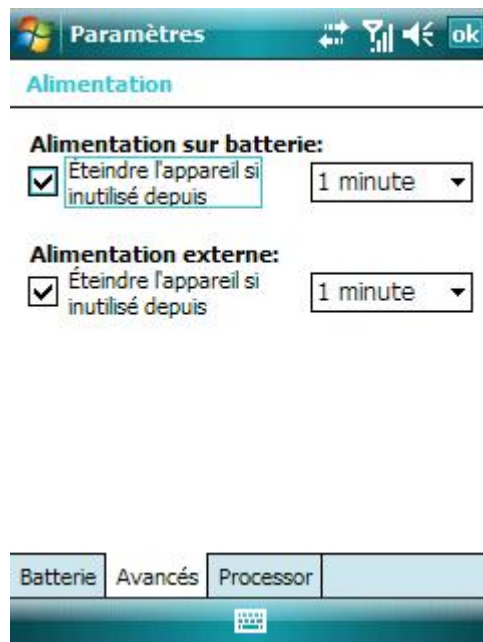 Paramètres ok
Alimentation
Alimentation sur batterie:
Éteindre l'appareil si
inutilisé depuis
1 minute
Alimentation externe:
Éteindre l'appareil si
inutilisé depuis
1 minute
Batterie Avancés Processor